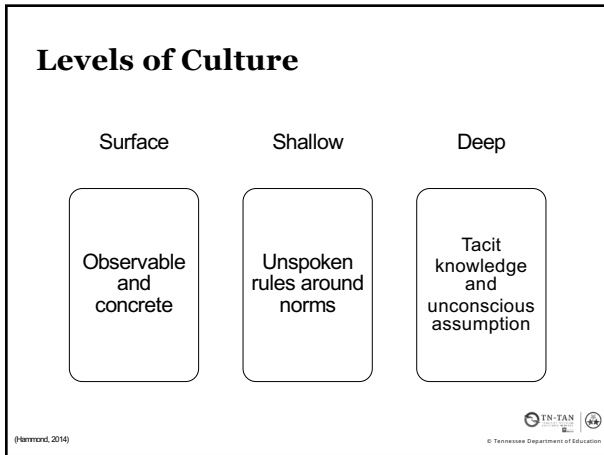 Levels of Culture
Surface
Shallow
Deep
Observable
and
concrete
Unspoken
rules around
norms
Tacit
knowledge
and
unconscious
assumption
(Hammond, 2014)
TN-TAN
© Tennessee Department of Education